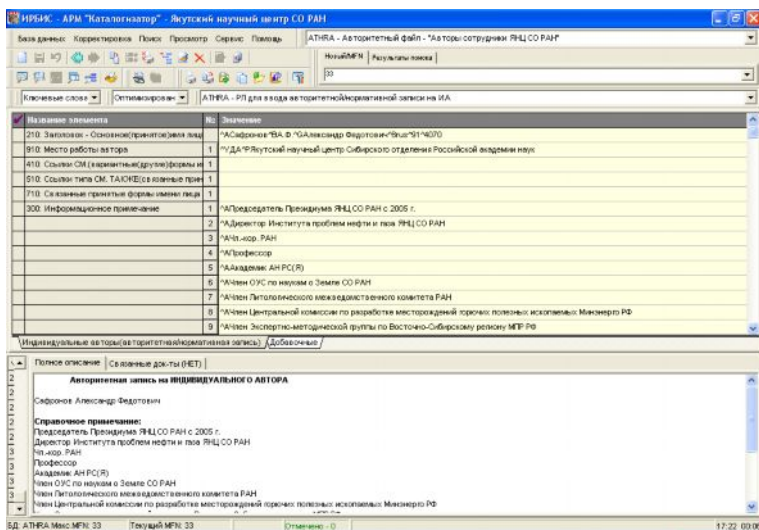 ИРБИС - АРМ "Каталогизатор" - Якутский научный центр СО РАН
База данных Корректировка Поиск Просмотр Сервис Помощь
ATHRA - Авторитетный файл - "Авторы сотрудники ЯНЦ СО РАН"
Новый/MFN Результаты поиска
33
Ключевые слова Оптимизирован ATHRA - РЛ для ввода авторитетной/нормативной записи на ИА
Название элемента № Значение
210: Заголовок - Основное(принятое)имя лица ^AСафронов^BА.Ф.^GАлександр Федотович^8rus^91^4070
910: Место работы автора 1 ^УДА^РЯкутский научный центр Сибирского отделения Российской академии наук
410: Ссылки СМ.(вариантные(другие)формы и 1
510: Ссылки типа СМ. ТАКЖЕ(связанные прин 1
710: Связанные принятые формы имени лица 1
300: Информационное примечание 1 ^AПредседатель Президиума ЯНЦ СО РАН с 2005 г.
2 ^AДиректор Института проблем нефти и газа ЯНЦ СО РАН
3 ^AЧл.-кор. РАН
4 ^AПрофессор
5 ^AАкадемик АН РС(Я)
6 ^AЧлен ОУС по наукам о Земле СО РАН
7 ^AЧлен Литологического межведомственного комитета РАН
8 ^AЧлен Центральной комиссии по разработке месторождений горючих полезных ископаемых Минэнерго РФ
9 ^AЧлен Экспертно-методической группы по Восточно-Сибирскому региону МПР РФ
Индивидуальные авторы(авторитетная/нормативная запись) Добавочные
Полное описание Связанные док-ты (НЕТ)
Авторитетная запись на ИНДИВИДУАЛЬНОГО АВТОРА
Сафронов Александр Федотович
Справочное примечание:
Председатель Президиума ЯНЦ СО РАН с 2005 г.
Директор Института проблем нефти и газа ЯНЦ СО РАН
Чл.-кор. РАН
Профессор
Академик АН РС(Я)
Член ОУС по наукам о Земле СО РАН
Член Литологического межведомственного комитета РАН
Член Центральной комиссии по разработке месторождений горючих полезных ископаемых Минэнерго РФ
БД: ATHRA Макс.MFN: 33 Текущий MFN: 33 Отмечено - 0 17:22